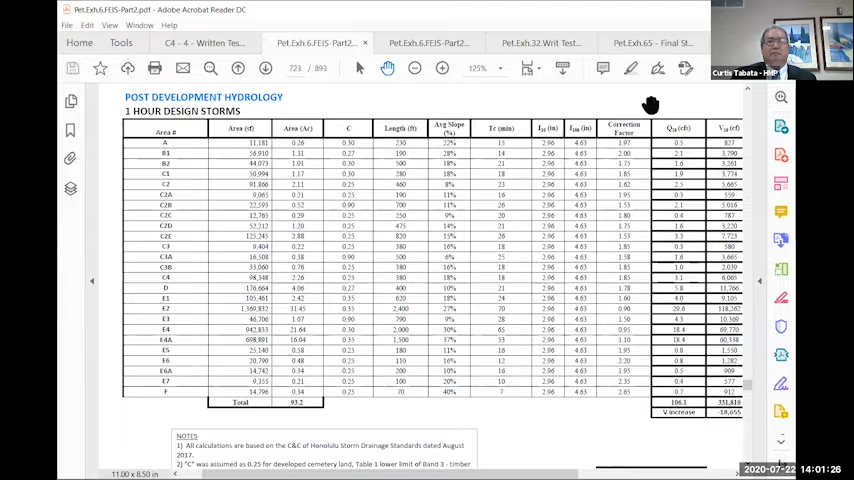 Pet.Exh.6.FEIS-Part2.pdf - Adobe Acrobat Reader DC
File Edit View Window Help
Home Tools C4 - 4 - Written Tes... Pet.Exh.6.FEIS-Part2... × Pet.Exh.6.FEIS-Part2... Pet.Exh.32.Writ Test... Pet.Exh.65 - Final St...
723 / 893 125%
Curtis Tabata - HMP
POST DEVELOPMENT HYDROLOGY
1 HOUR DESIGN STORMS
Area # Area (sf) Area (Ac) C Length (ft) Avg Slope (%) Tc (min) I10 (in) I100 (in) Correction Factor Q10 (cfs) V10 (cf)
A 11,181 0.26 0.30 230 22% 15 2.96 4.63 1.97 0.5 827
B1 56,910 1.31 0.27 190 28% 14 2.96 4.63 2.00 2.1 3,790
B2 44,073 1.01 0.30 500 18% 21 2.96 4.63 1.75 1.6 3,261
C1 50,994 1.17 0.30 280 18% 18 2.96 4.63 1.85 1.9 3,774
C2 91,866 2.11 0.25 460 8% 23 2.96 4.63 1.62 2.5 5,665
C2A 9,065 0.21 0.25 190 11% 16 2.96 4.63 1.95 0.3 559
C2B 22,593 0.52 0.90 700 11% 26 2.96 4.63 1.53 2.1 5,016
C2C 12,765 0.29 0.25 250 9% 20 2.96 4.63 1.80 0.4 787
C2D 52,212 1.20 0.25 475 14% 21 2.96 4.63 1.75 1.6 3,220
C2E 125,245 2.88 0.25 820 15% 26 2.96 4.63 1.53 3.3 7,723
C3 9,404 0.22 0.25 380 16% 18 2.96 4.63 1.85 0.3 580
C3A 16,508 0.38 0.90 500 6% 25 2.96 4.63 1.58 1.6 3,665
C3B 33,060 0.76 0.25 380 16% 18 2.96 4.63 1.85 1.0 2,039
C4 98,348 2.26 0.25 380 18% 18 2.96 4.63 1.85 3.1 6,065
D 176,664 4.06 0.27 400 10% 21 2.96 4.63 1.78 5.8 11,766
E1 105,461 2.42 0.35 620 18% 24 2.96 4.63 1.60 4.0 9,105
E2 1,369,832 31.45 0.35 2,400 27% 70 2.96 4.63 0.90 29.6 118,262
E3 46,706 1.07 0.90 790 9% 28 2.96 4.63 1.50 4.3 10,369
E4 942,833 21.64 0.30 2,000 30% 65 2.96 4.63 0.95 18.4 69,770
E4A 698,891 16.04 0.35 1,500 37% 53 2.96 4.63 1.10 18.4 60,338
E5 25,140 0.58 0.25 180 11% 16 2.96 4.63 1.95 0.8 1,550
E6 20,790 0.48 0.25 110 16% 12 2.96 4.63 2.20 0.8 1,282
E6A 14,742 0.34 0.25 200 11% 16 2.96 4.63 1.95 0.5 909
E7 9,355 0.21 0.25 100 20% 10 2.96 4.63 2.35 0.4 577
F 14,796 0.34 0.25 70 40% 7 2.96 4.63 2.65 0.7 912
Total 93.2 106.1 331,810
V increase -18,655
NOTES
1) All calculations are based on the C&C of Honolulu Storm Drainage Standards dated August
2017.
2) "C" was assumed as 0.25 for developed cemetery land, Table 1 lower limit of Band 3 - timber
11.00 x 8.50 in
2020-07-22 14:01:26